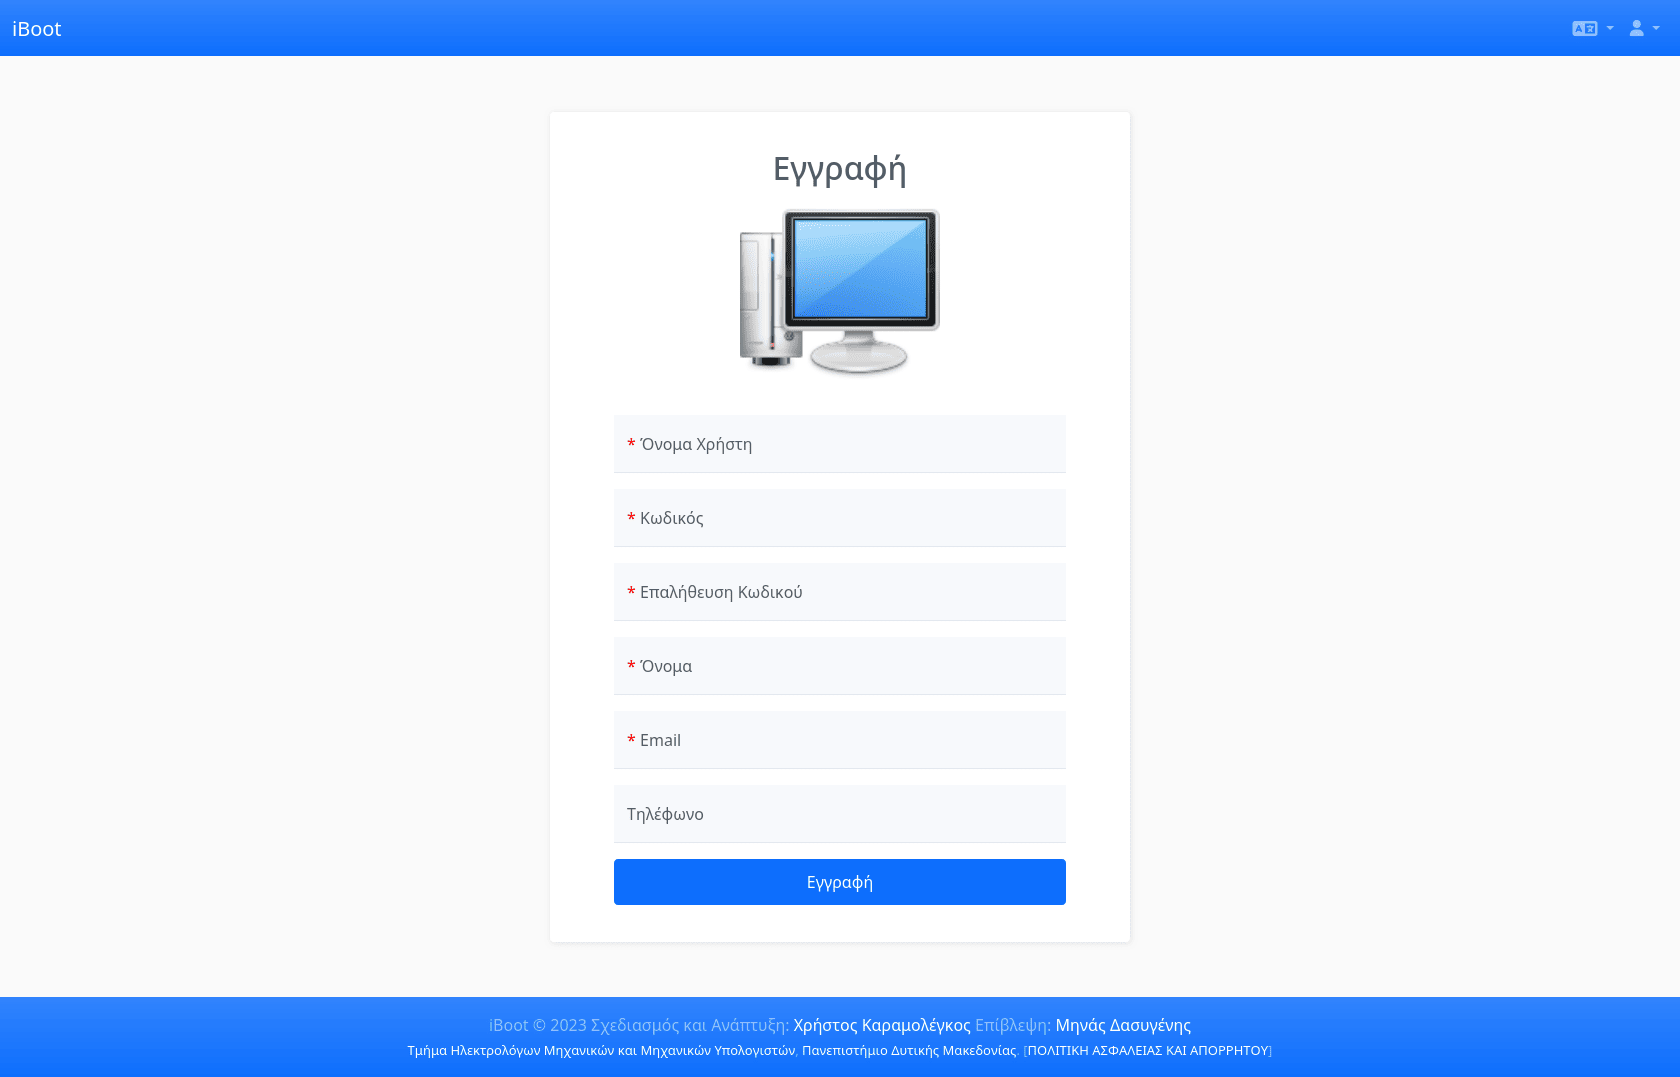 iBoot
Εγγραφή
* Όνομα Χρήστη
* Κωδικός
* Επαλήθευση Κωδικού
* Όνομα
* Email
Τηλέφωνο
Εγγραφή
iBoot © 2023 Σχεδιασμός και Ανάπτυξη: Χρήστος Καραμολέγκος Επίβλεψη: Μηνάς Δασυγένης
Τμήμα Ηλεκτρολόγων Μηχανικών και Μηχανικών Υπολογιστών, Πανεπιστήμιο Δυτικής Μακεδονίας. [ΠΟΛΙΤΙΚΗ ΑΣΦΑΛΕΙΑΣ ΚΑΙ ΑΠΟΡΡΗΤΟΥ]